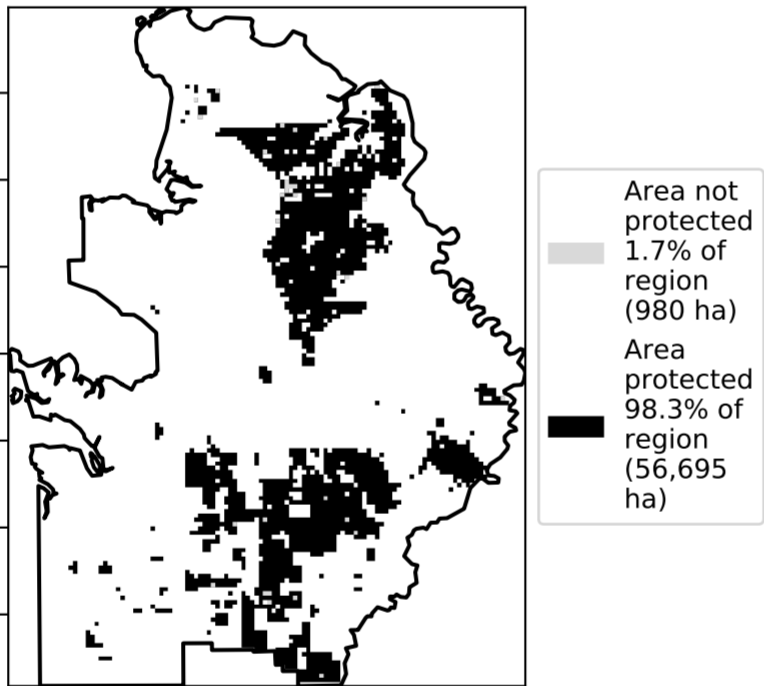 Area not
protected
1.7% of
region
(980 ha)
Area
protected
98.3% of
region
(56,695
ha)